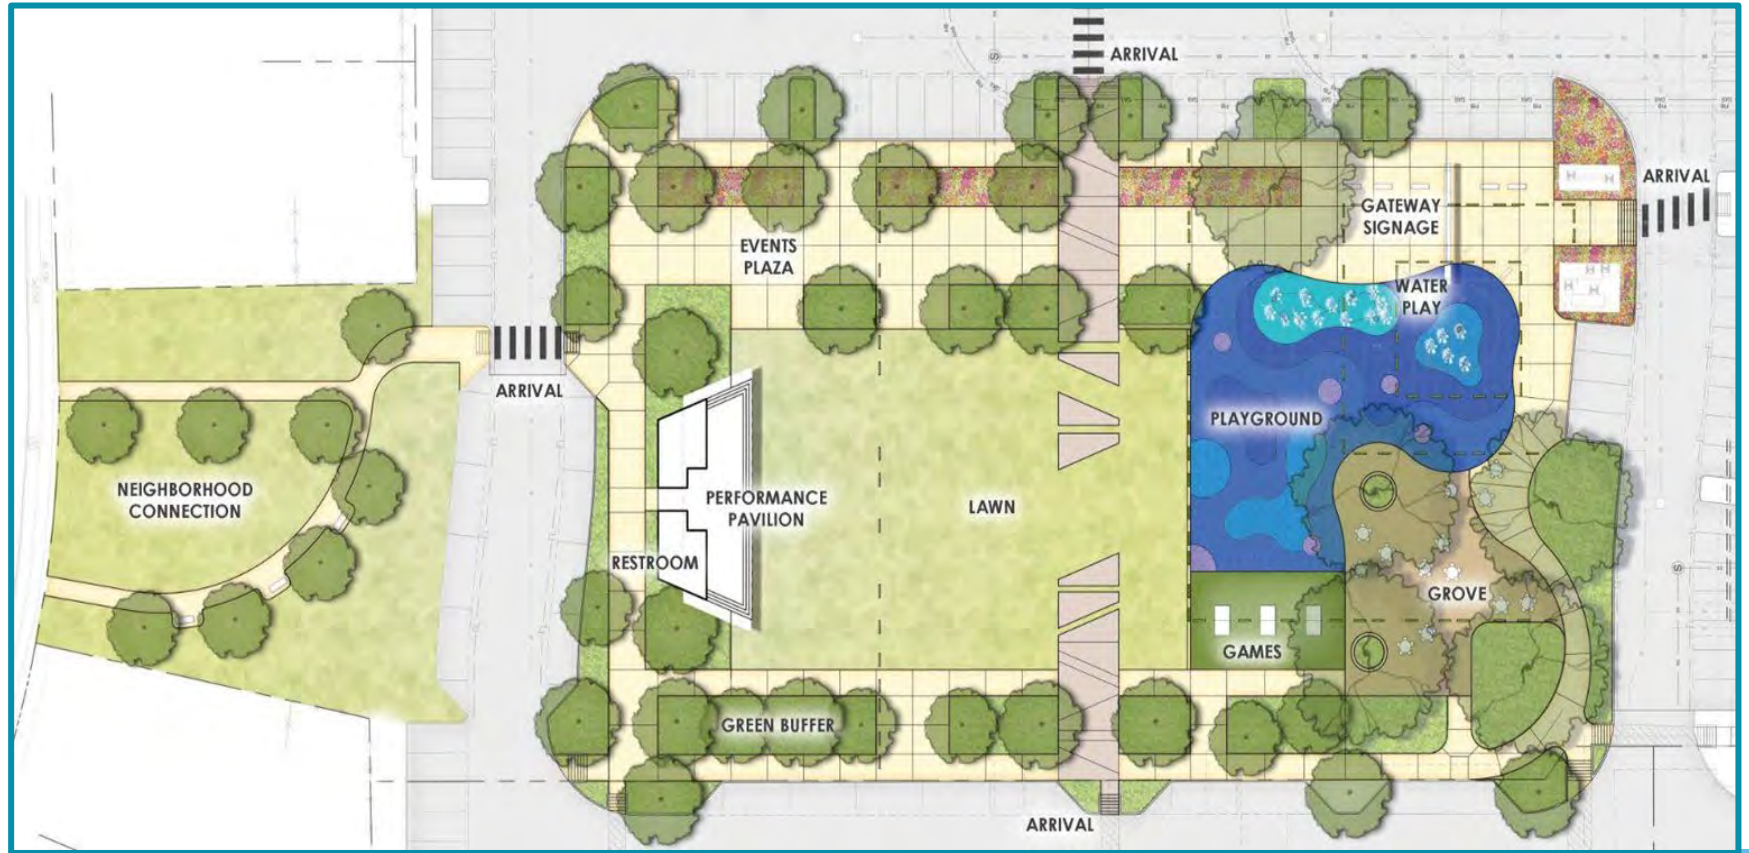 ARRIVAL
ARRIVAL
GATEWAY
SIGNAGE
EVENTS
PLAZA
WATER
PLAY
ARRIVAL
PLAYGROUND
NEIGHBORHOOD
CONNECTION
PERFORMANCE
PAVILION
LAWN
RESTROOM
GROVE
GAMES
GREEN BUFFER
ARRIVAL